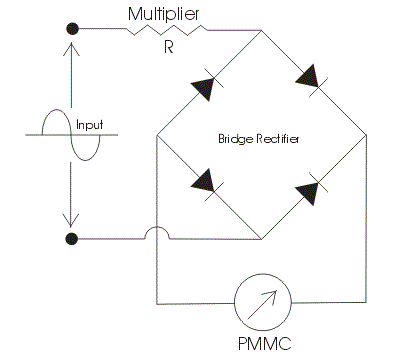 Multiplier
R
Input
Bridge Rectifier
PMMC